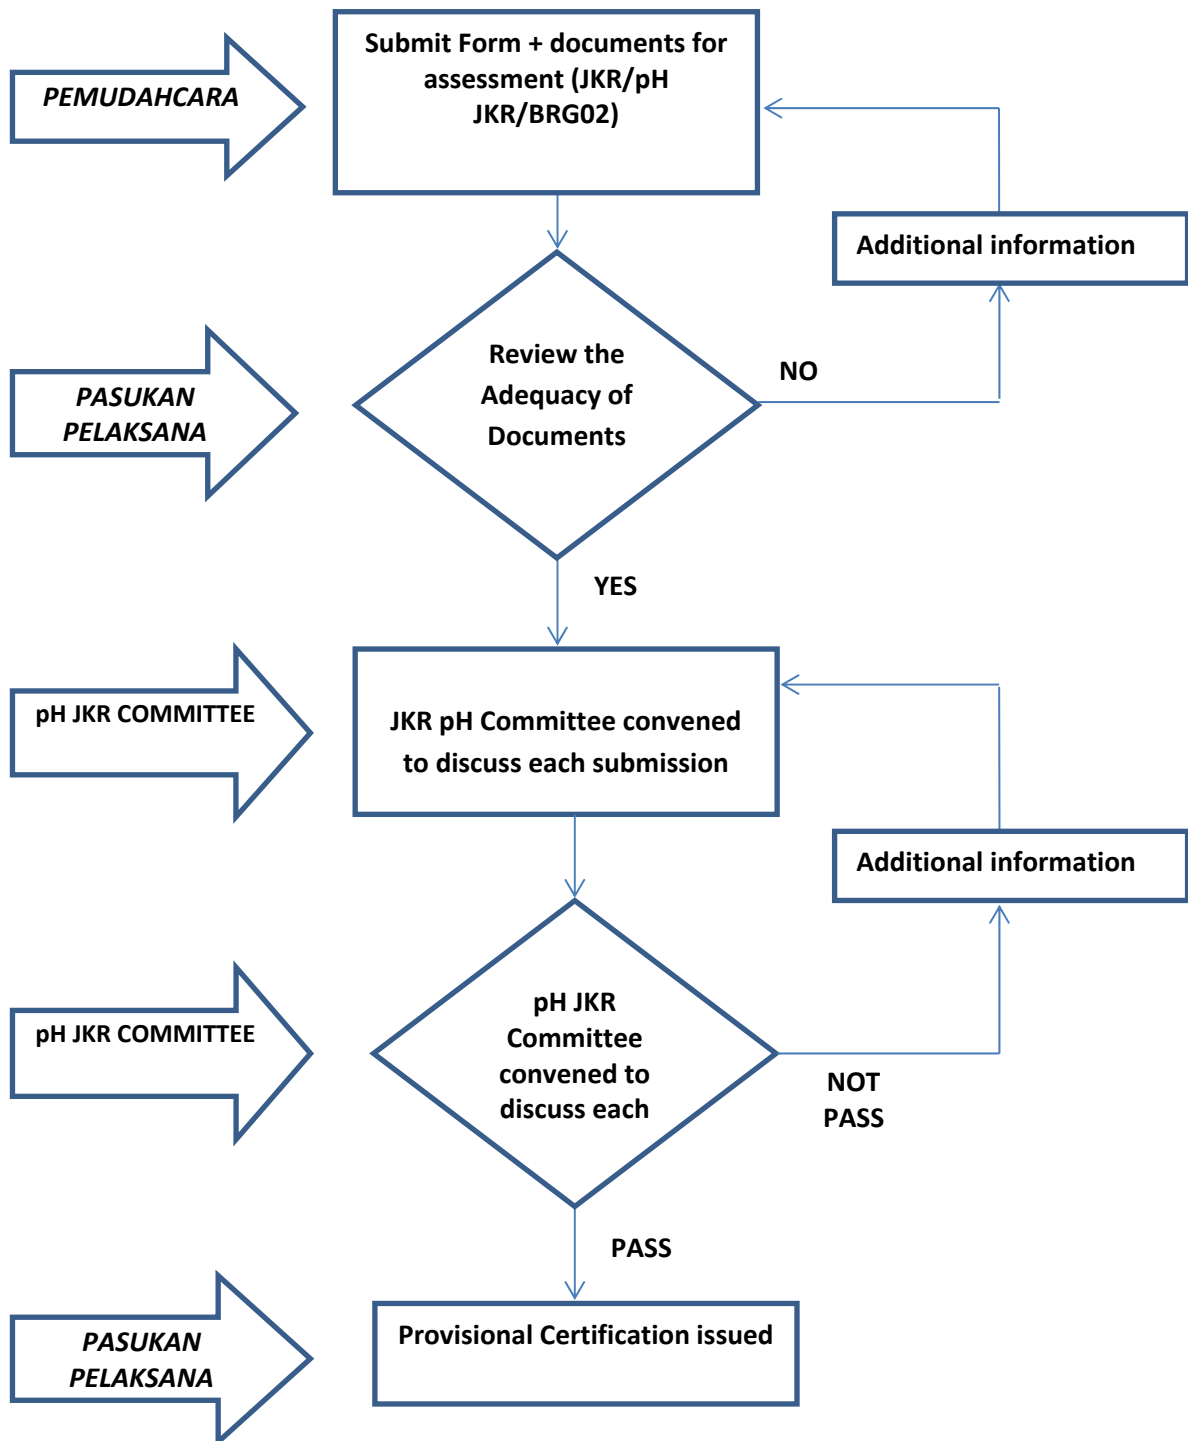 Submit Form + documents for
assessment (JKR/pH
JKR/BRG02)
PEMUDAHCARA
Additional information
Review the
Adequacy of
Documents
NO
PASUKAN
PELAKSANA
YES
pH JKR COMMITTEE
JKR pH Committee convened
to discuss each submission
Additional information
pH JKR COMMITTEE
pH JKR
Committee
convened to
discuss each
NOT
PASS
PASS
PASUKAN
PELAKSANA
Provisional Certification issued